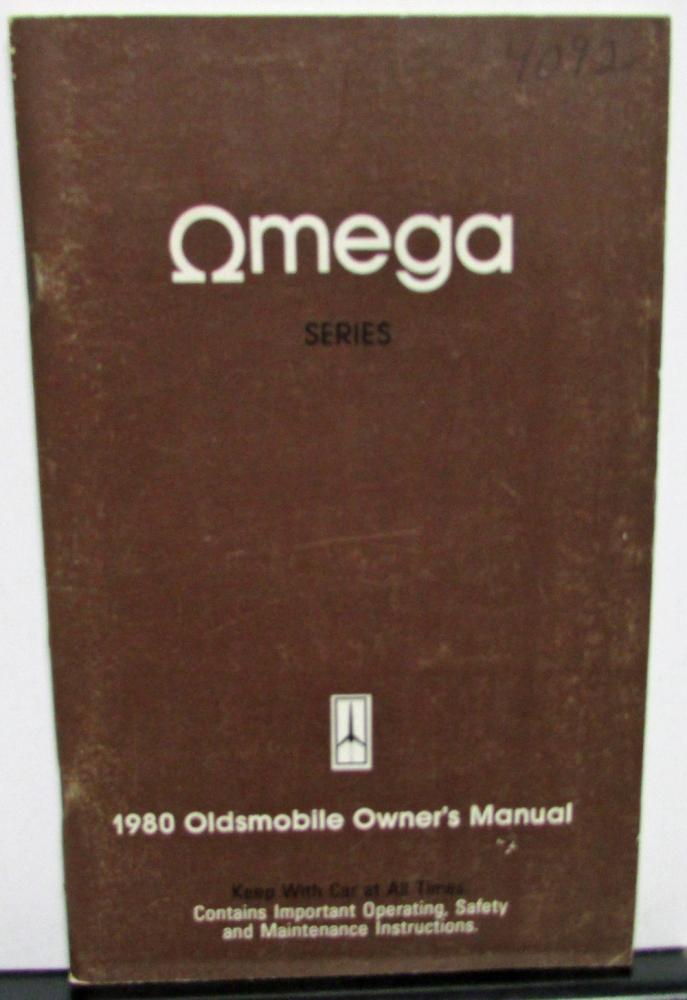 4092
Ωmega
SERIES
1980 Oldsmobile Owner's Manual
Keep With Car at All Times.
Contains Important Operating, Safety
and Maintenance Instructions.